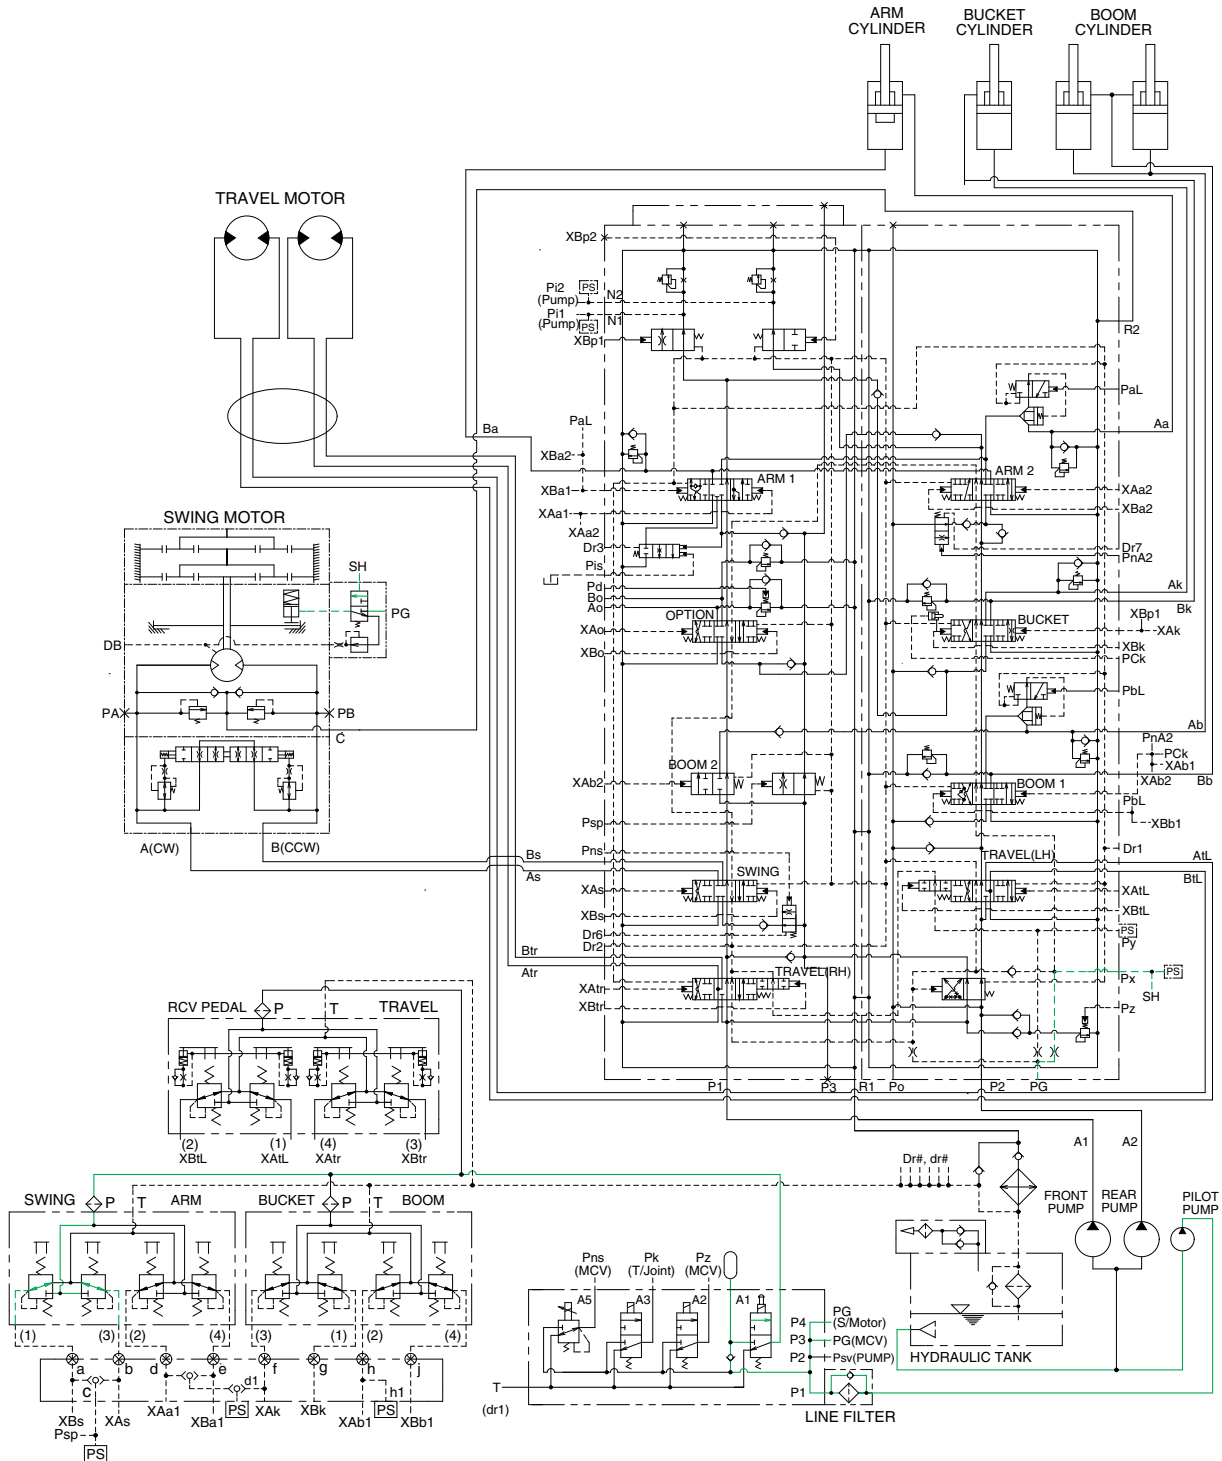 ARM CYLINDER
BUCKET CYLINDER
BOOM CYLINDER
TRAVEL MOTOR
XBp2
Pi2 (Pump)
PS
N2
Pi1 (Pump)
PS
N1
XBp1
R2
PaL
Aa
Ba
PaL
XBa2
XBa1
ARM 1
ARM 2
XAa2
XBa2
XAa1
XAa2
SWING MOTOR
SH
PG
DB
PA
PB
C
A(CW)
B(CCW)
Dr3
Pis
Pd
Bo
Ao
Dr7
PnA2
Ak
Bk
OPTION
XAo
XBo
BUCKET
XBp1
XAk
XBk
PCk
PbL
Ab
PnA2
PCk
XAb1
XAb2
Bb
BOOM 2
XAb2
Psp
BOOM 1
PbL
XBb1
Pns
Bs
As
SWING
XAs
XBs
Dr6
Dr2
TRAVEL(LH)
Dr1
AtL
BtL
XAtL
XBtL
PS
Py
Btr
Atr
TRAVEL(RH)
XAtr
XBtr
Px
PS
SH
Pz
P1
P3
R1
Po
P2
PG
RCV PEDAL
P
T
TRAVEL
(2)
XBtL
(1)
XAtL
(4)
XAtr
(3)
XBtr
SWING
P
T
ARM
BUCKET
P
T
BOOM
(1)
(3)
(2)
(4)
(3)
(1)
(2)
(4)
a
b
d
e
f
g
h
j
C
d1
h1
XBs
XAs
XAa1
XBa1
PS
XAk
XBk
XAb1
PS
XBb1
Psp
PS
Dr#, dr#
A1
A2
FRONT PUMP
REAR PUMP
PILOT PUMP
HYDRAULIC TANK
Pns (MCV)
Pk (T/Joint)
Pz (MCV)
A5
A3
A2
A1
P4
PG (S/Motor)
P3
PG(MCV)
P2
Psv(PUMP)
P1
T
(dr1)
LINE FILTER